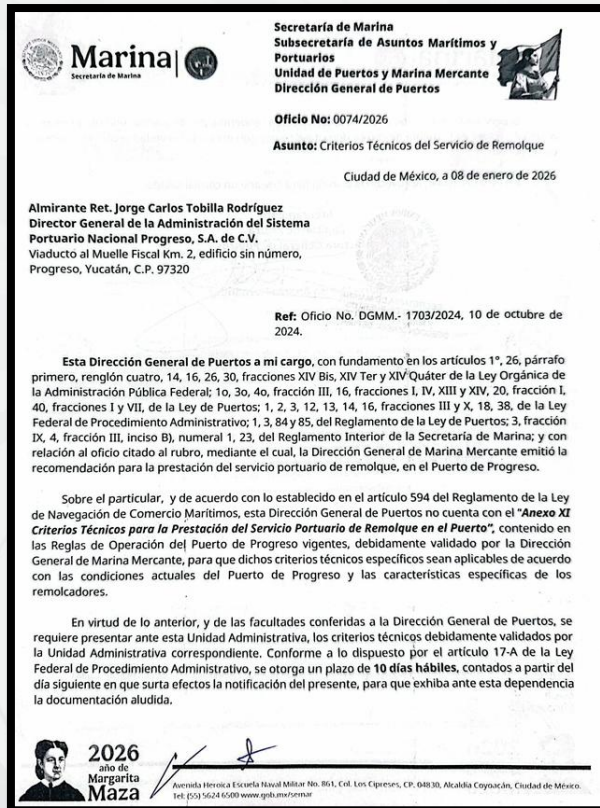 Marina
Secretaría de Marina
Secretaría de Marina
Subsecretaría de Asuntos Marítimos y
Portuarios
Unidad de Puertos y Marina Mercante
Dirección General de Puertos
Oficio No: 0074/2026
Asunto: Criterios Técnicos del Servicio de Remolque
Ciudad de México, a 08 de enero de 2026
Almirante Ret. Jorge Carlos Tobilla Rodríguez
Director General de la Administración del Sistema
Portuario Nacional Progreso, S.A. de C.V.
Viaducto al Muelle Fiscal Km. 2, edificio sin número,
Progreso, Yucatán, C.P. 97320
Ref: Oficio No. DGMM.- 1703/2024, 10 de octubre de
2024.
Esta Dirección General de Puertos a mi cargo, con fundamento en los artículos 1°, 26, párrafo
primero, renglón cuatro, 14, 16, 26, 30, fracciones XIV Bis, XIV Ter y XIV Quáter de la Ley Orgánica de
la Administración Pública Federal; 1o, 3o, 4o, fracción III, 16, fracciones I, IV, XIII y XIV, 20, fracción I,
40, fracciones I y VII, de la Ley de Puertos; 1, 2, 3, 12, 13, 14, 16, fracciones III y X, 18, 38, de la Ley
Federal de Procedimiento Administrativo; 1, 3, 84 y 85, del Reglamento de la Ley de Puertos; 3, fracción
IX, 4, fracción III, inciso B), numeral 1, 23, del Reglamento Interior de la Secretaría de Marina; y con
relación al oficio citado al rubro, mediante el cual, la Dirección General de Marina Mercante emitió la
recomendación para la prestación del servicio portuario de remolque, en el Puerto de Progreso.
Sobre el particular, y de acuerdo con lo establecido en el artículo 594 del Reglamento de la Ley
de Navegación de Comercio Marítimos, esta Dirección General de Puertos no cuenta con el "Anexo XI
Criterios Técnicos para la Prestación del Servicio Portuario de Remolque en el Puerto", contenido en
las Reglas de Operación del Puerto de Progreso vigentes, debidamente validado por la Dirección
General de Marina Mercante, para que dichos criterios técnicos específicos sean aplicables de acuerdo
con las condiciones actuales del Puerto de Progreso y las características específicas de los
remolcadores.
En virtud de lo anterior, y de las facultades conferidas a la Dirección General de Puertos, se
requiere presentar ante esta Unidad Administrativa, los criterios técnicos debidamente validados por
la Unidad Administrativa correspondiente. Conforme a lo dispuesto por el artículo 17-A de la Ley
Federal de Procedimiento Administrativo, se otorga un plazo de 10 días hábiles, contados a partir del
día siguiente en que surta efectos la notificación del presente, para que exhiba ante esta dependencia
la documentación aludida.
2026
año de
Margarita
Maza
Avenida Heroica Escuela Naval Militar No. 861, Col. Los Cipreses, CP. 04830, Alcaldía Coyoacán, Ciudad de México.
Tel: (55) 5624 6500 www.gob.mx/semar